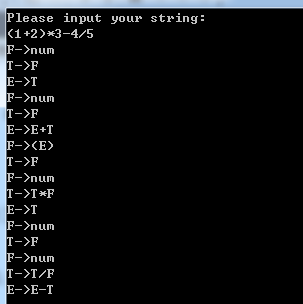 Please input your string:
(1+2)*3-4/5
F->num
T->F
E->T
F->num
T->F
E->E+T
F->(E)
T->F
F->num
T->T*F
E->T
F->num
T->F
F->num
T->T/F
E->E-T